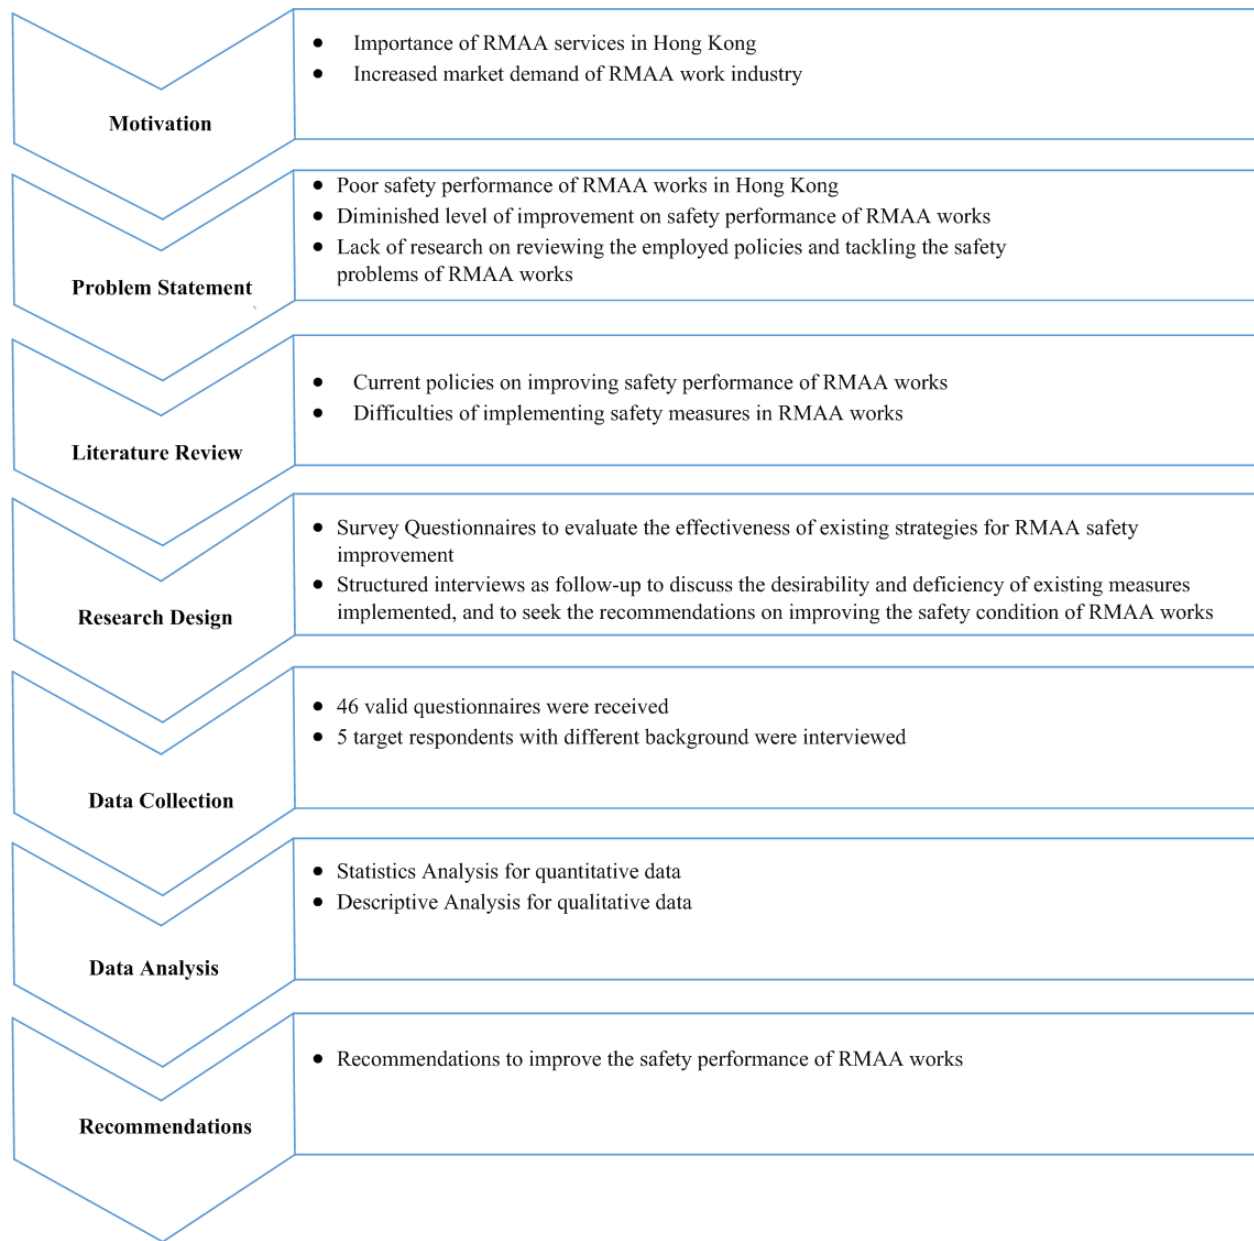 Motivation
• Importance of RMAA services in Hong Kong
• Increased market demand of RMAA work industry
Problem Statement
• Poor safety performance of RMAA works in Hong Kong
• Diminished level of improvement on safety performance of RMAA works
• Lack of research on reviewing the employed policies and tackling the safety
problems of RMAA works
Literature Review
• Current policies on improving safety performance of RMAA works
• Difficulties of implementing safety measures in RMAA works
Research Design
• Survey Questionnaires to evaluate the effectiveness of existing strategies for RMAA safety
improvement
• Structured interviews as follow-up to discuss the desirability and deficiency of existing measures
implemented, and to seek the recommendations on improving the safety condition of RMAA works
Data Collection
• 46 valid questionnaires were received
• 5 target respondents with different background were interviewed
Data Analysis
• Statistics Analysis for quantitative data
• Descriptive Analysis for qualitative data
Recommendations
• Recommendations to improve the safety performance of RMAA works